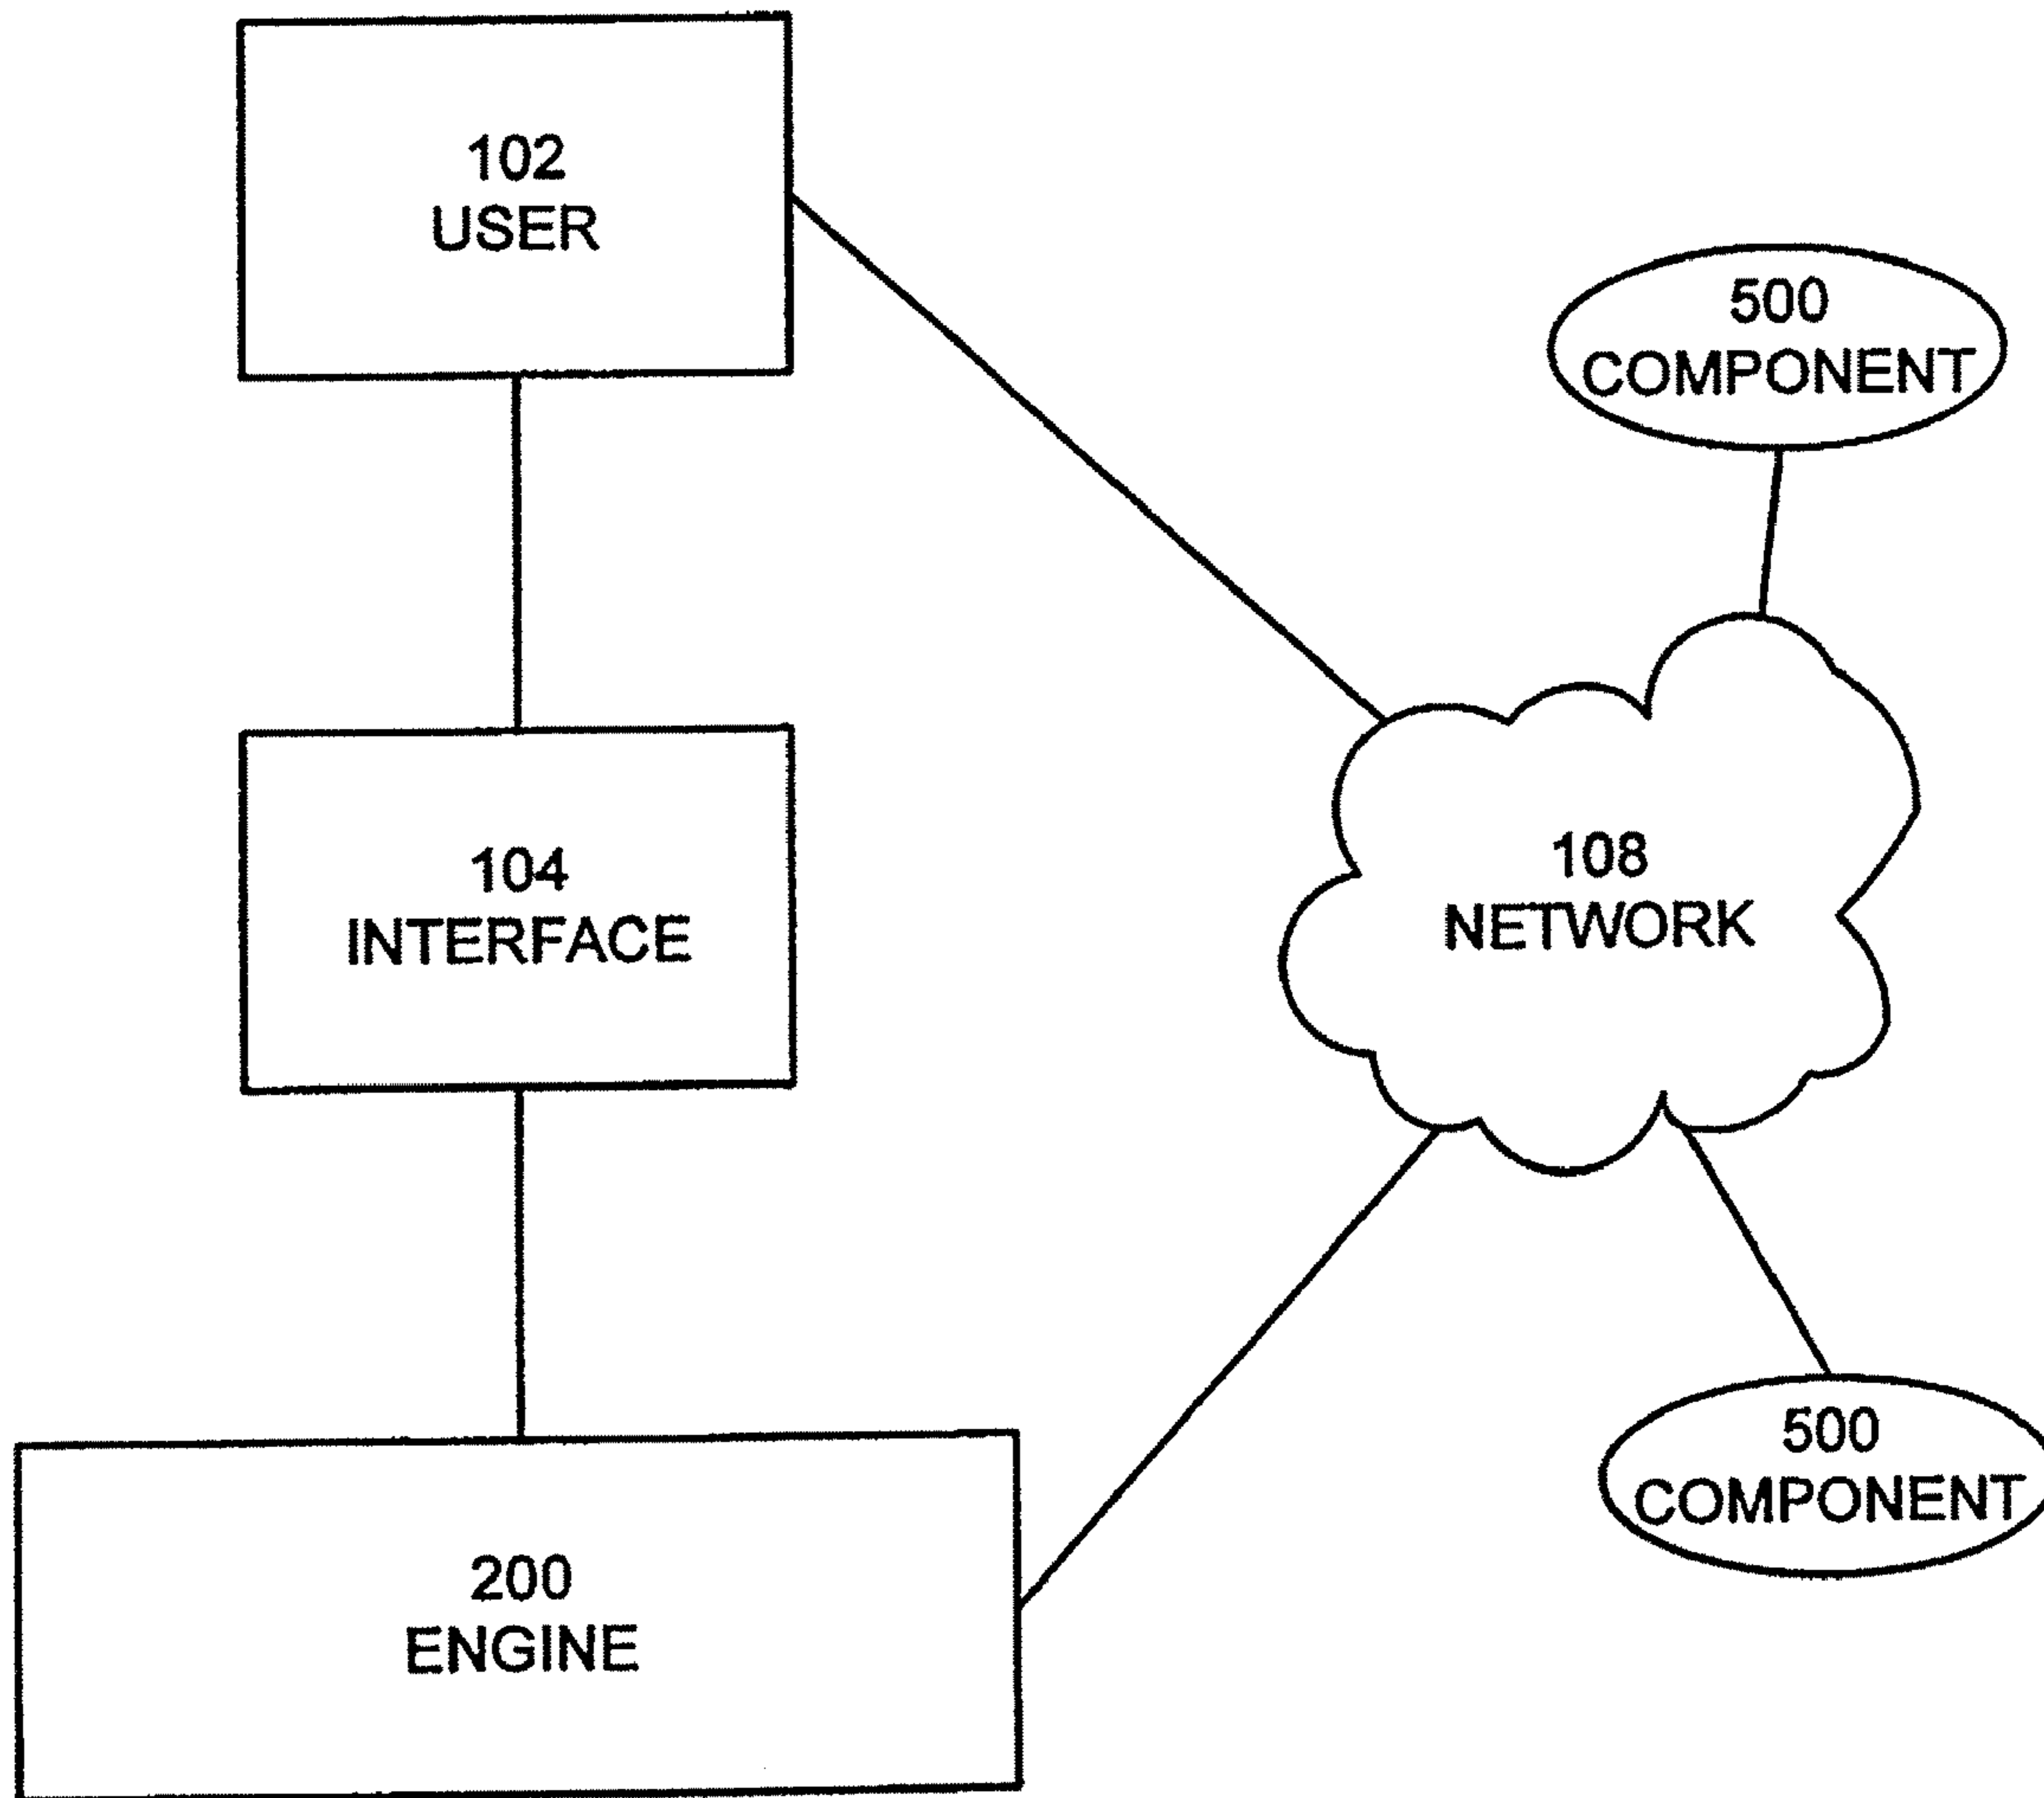 102
USER
500
COMPONENT
104
INTERFACE
108
NETWORK
500
COMPONENT
200
ENGINE